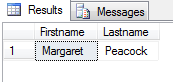 Results Messages
Firstname Lastname
1 Margaret Peacock